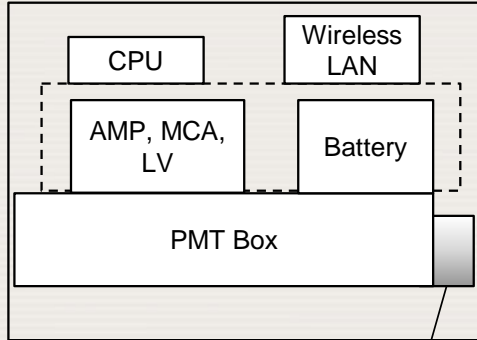 CPU
Wireless
LAN
AMP, MCA,
LV
Battery
PMT Box